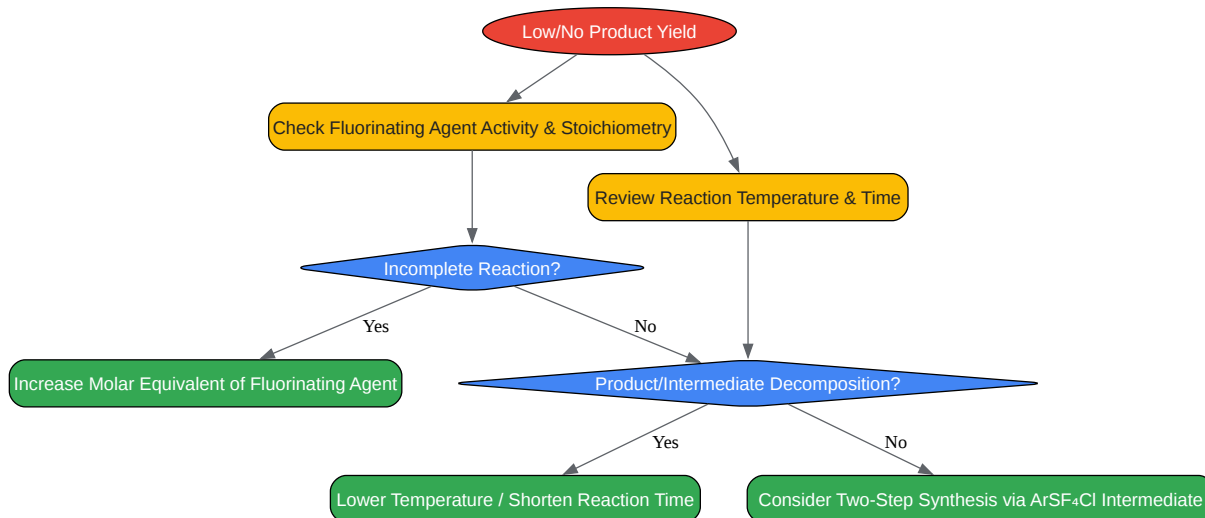 Low/No Product Yield
Check Fluorinating Agent Activity & Stoichiometry
Review Reaction Temperature & Time
Incomplete Reaction?
Yes
No
Increase Molar Equivalent of Fluorinating Agent
Product/Intermediate Decomposition?
Yes
No
Lower Temperature / Shorten Reaction Time
Consider Two-Step Synthesis via ArSF₄Cl Intermediate